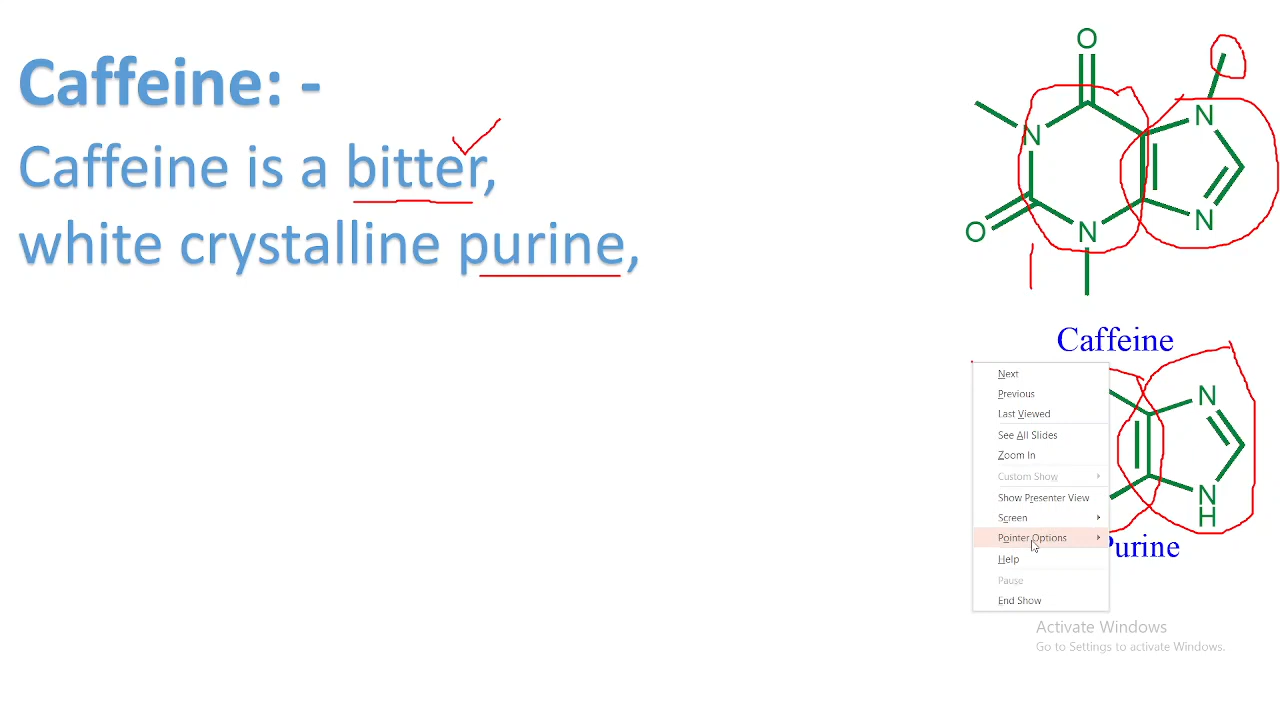 Caffeine: -
Caffeine is a bitter,
white crystalline purine,
O
N
N
O
N
N
Caffeine
N
N
H
Purine
Next
Previous
Last Viewed
See All Slides
Zoom In
Custom Show
Show Presenter View
Screen
Pointer Options
Help
Pause
End Show
Activate Windows
Go to Settings to activate Windows.